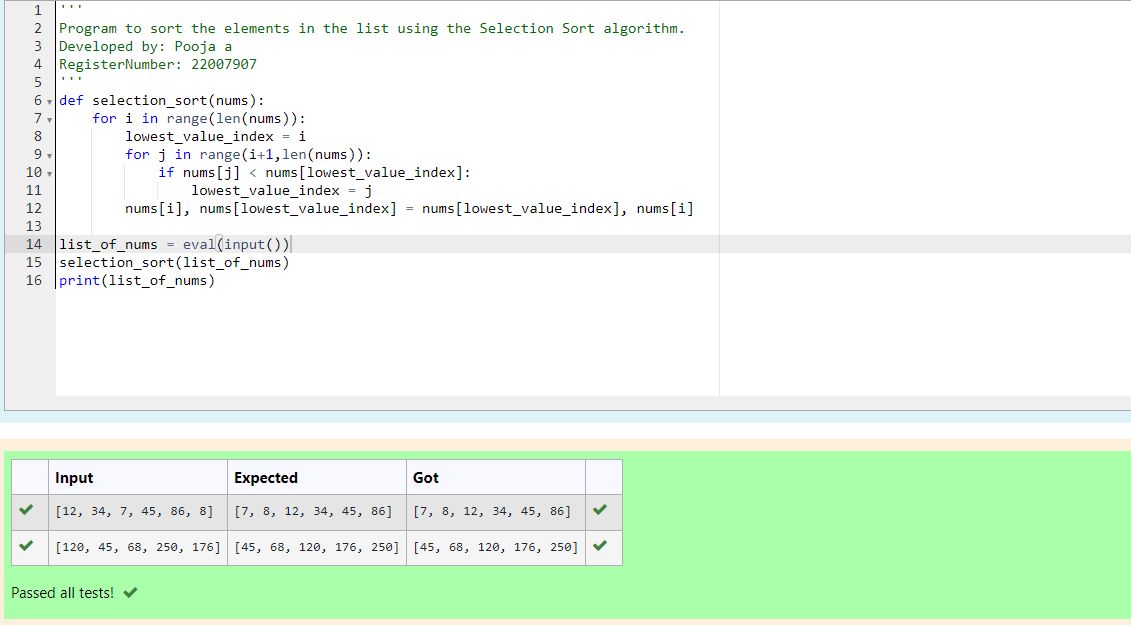 1 '''
2 Program to sort the elements in the list using the Selection Sort algorithm.
3 Developed by: Pooja a
4 RegisterNumber: 22007907
5 '''
6 def selection_sort(nums):
7     for i in range(len(nums)):
8         lowest_value_index = i
9         for j in range(i+1,len(nums)):
10             if nums[j] < nums[lowest_value_index]:
11                 lowest_value_index = j
12         nums[i], nums[lowest_value_index] = nums[lowest_value_index], nums[i]
13
14 list_of_nums = eval(input())
15 selection_sort(list_of_nums)
16 print(list_of_nums)
Input Expected Got
[12, 34, 7, 45, 86, 8] [7, 8, 12, 34, 45, 86] [7, 8, 12, 34, 45, 86]
[120, 45, 68, 250, 176] [45, 68, 120, 176, 250] [45, 68, 120, 176, 250]
Passed all tests!